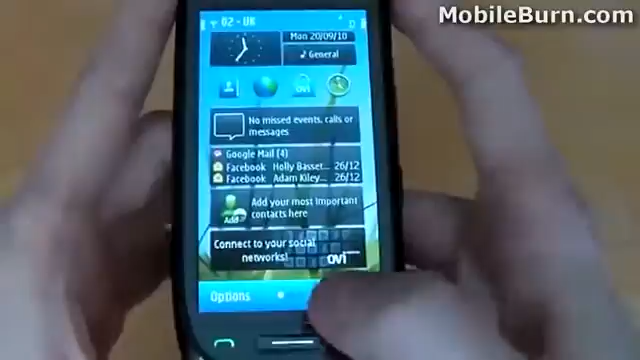 MobileBurn.com
O2 - UK
Mon 20/09/10
General
ovi
No missed events, calls or
messages
Google Mail (4)
Facebook Holly Basset... 26/12
Facebook Adam Kiley... 26/12
Add your most important
contacts here
Add
Connect to your social
networks!
ovi
Options